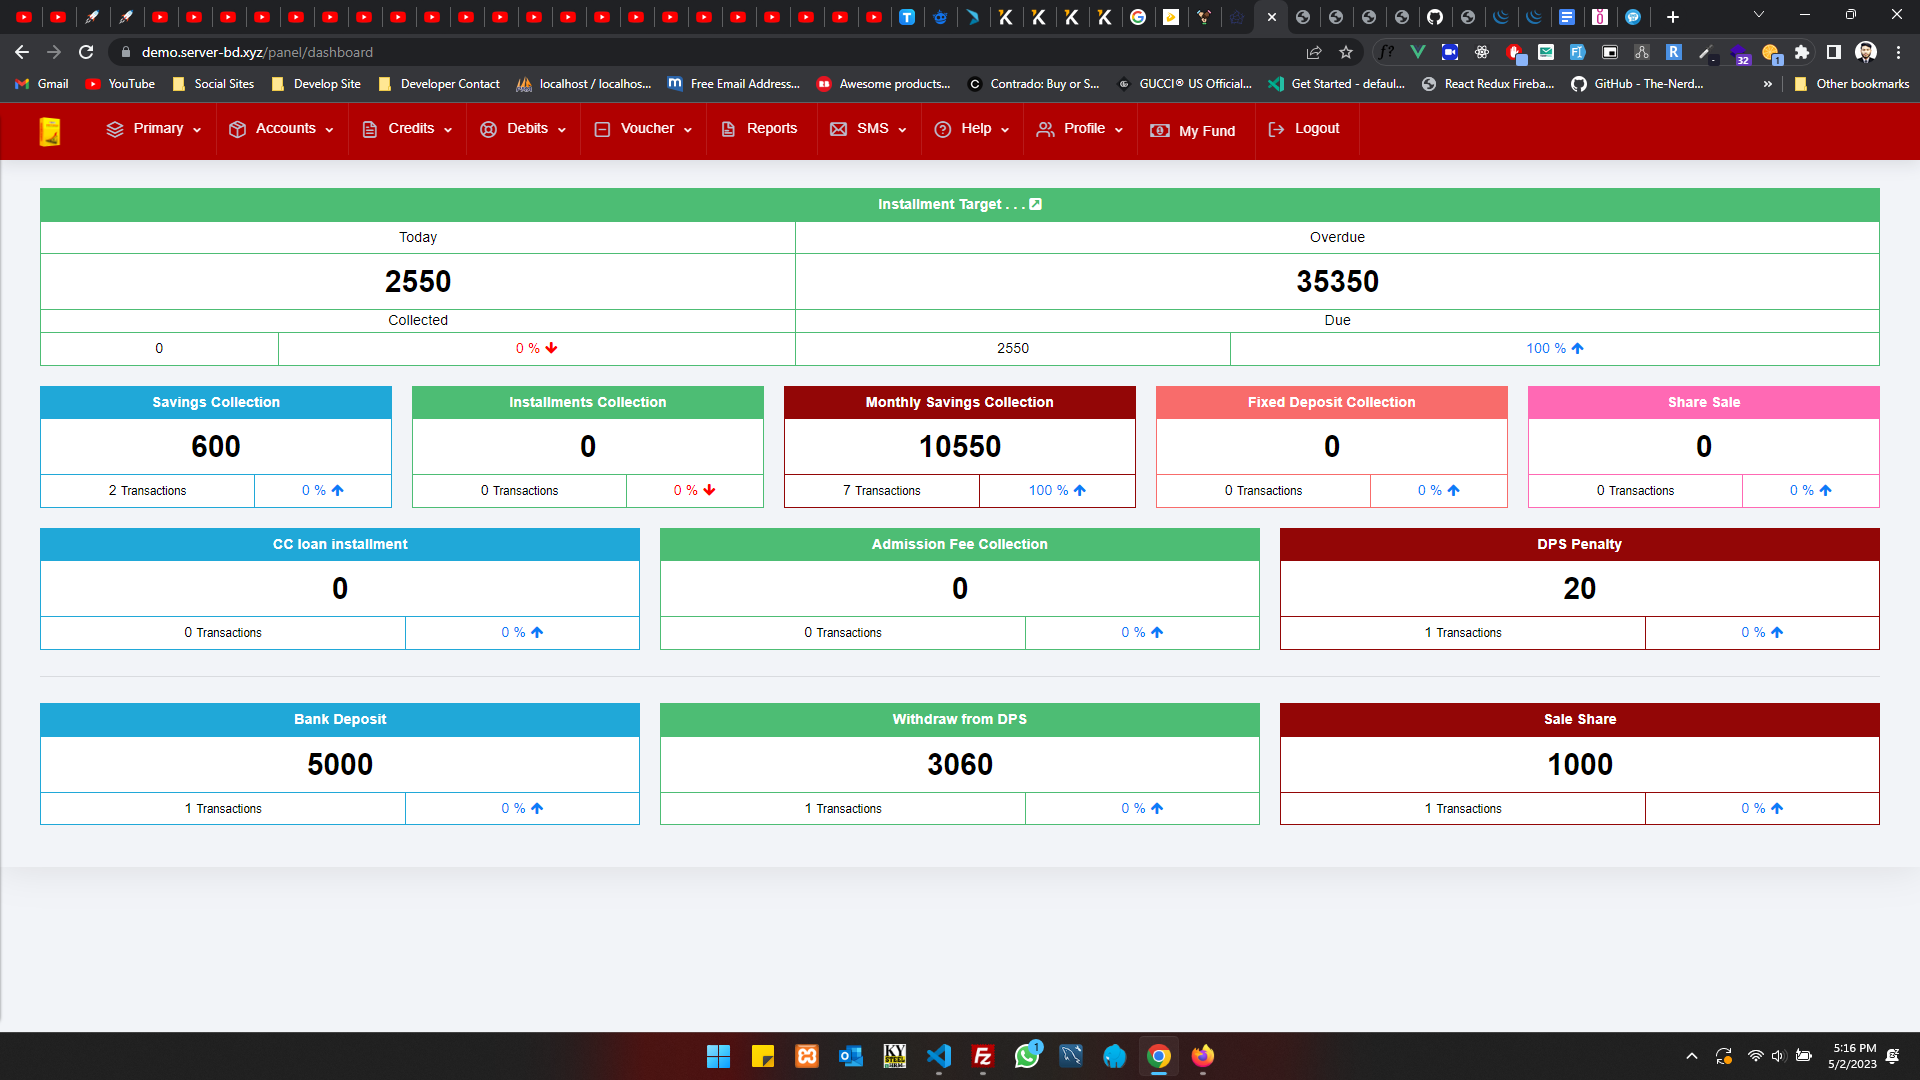 demo.server-bd.xyz/panel/dashboard
Gmail YouTube Social Sites Develop Site Developer Contact localhost / localhos... Free Email Address... Awesome products... Contrado: Buy or S... GUCCI® US Official... Get Started - defaul... React Redux Fireba... GitHub - The-Nerd... » Other bookmarks
Primary Accounts Credits Debits Voucher Reports SMS Help Profile My Fund Logout
Installment Target . . .
Today Overdue
2550 35350
Collected Due
0 0 % 2550 100 %
Savings Collection Installments Collection Monthly Savings Collection Fixed Deposit Collection Share Sale
600 0 10550 0 0
2 Transactions 0 % 0 Transactions 0 % 7 Transactions 100 % 0 Transactions 0 % 0 Transactions 0 %
CC loan installment Admission Fee Collection DPS Penalty
0 0 20
0 Transactions 0 % 0 Transactions 0 % 1 Transactions 0 %
Bank Deposit Withdraw from DPS Sale Share
5000 3060 1000
1 Transactions 0 % 1 Transactions 0 % 1 Transactions 0 %
5:16 PM
5/2/2023